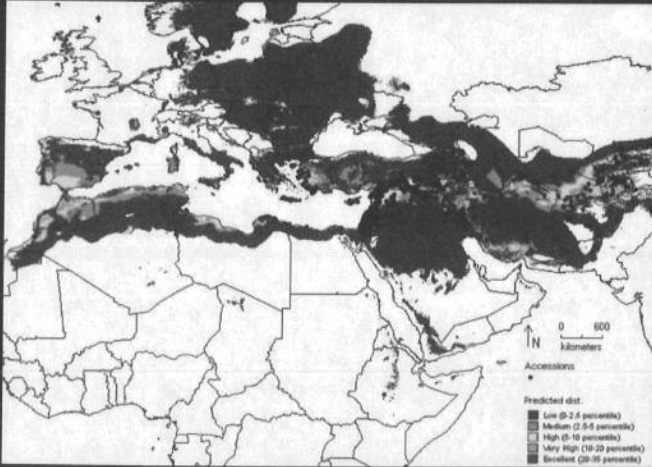 N
0 600
kilometers
Accessions
Predicted dist.
Low (0-2.5 percentile)
Medium (2.5-5 percentile)
High (5-10 percentile)
Very High (10-20 percentile)
Excellent (20-35 percentile)